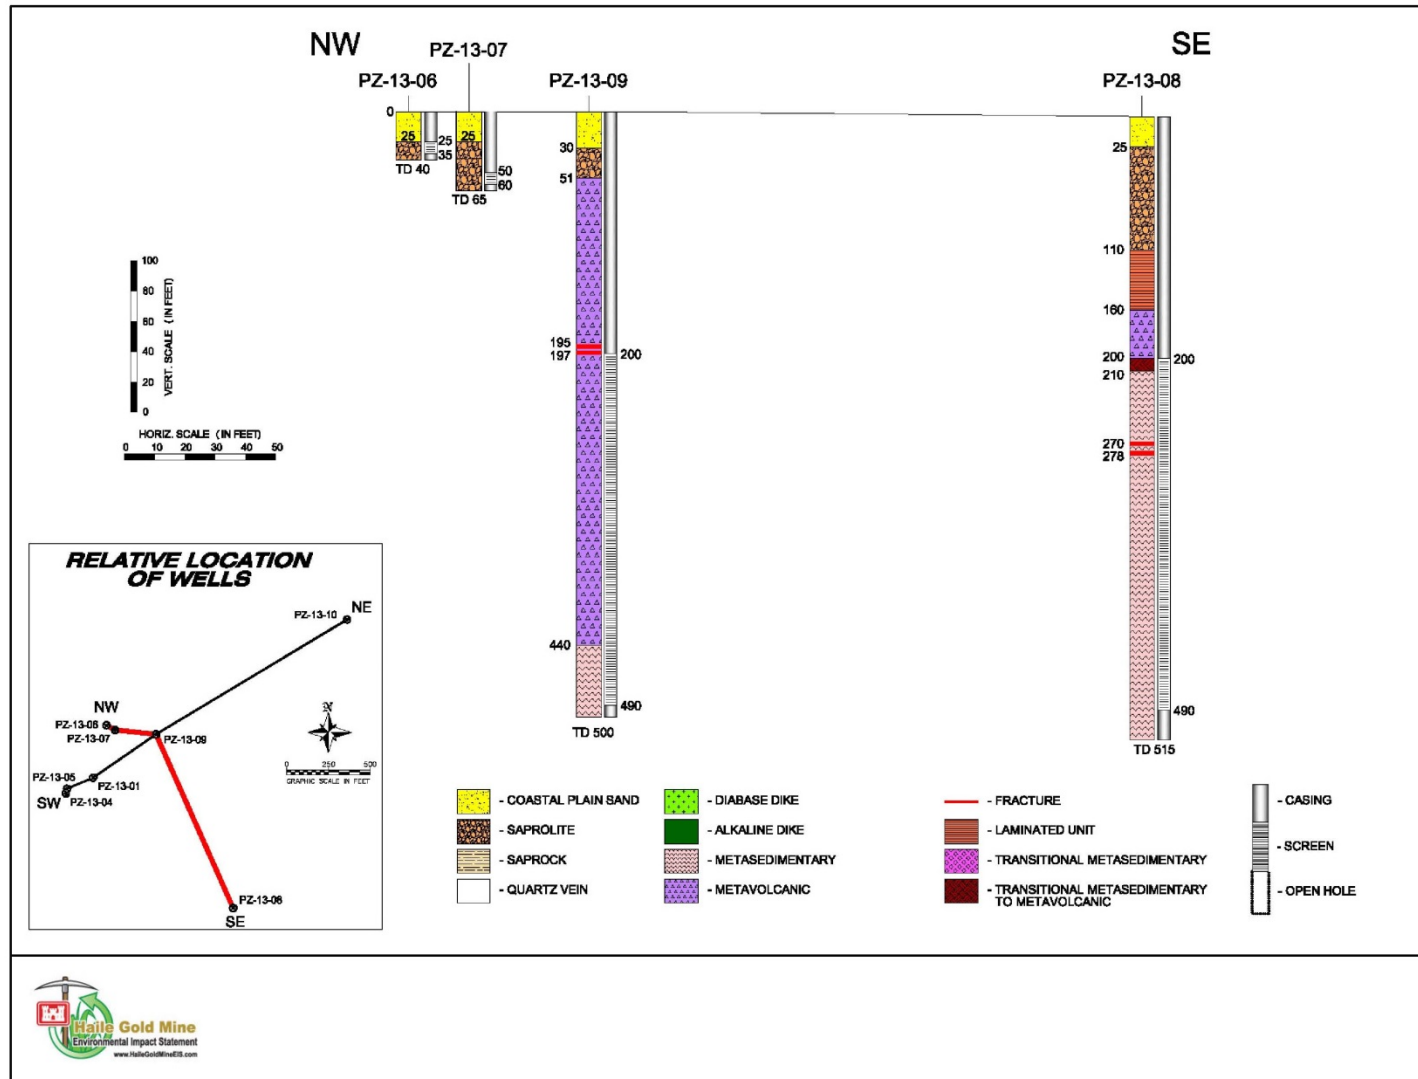 NW
SE
PZ-13-07
PZ-13-06
PZ-13-09
PZ-13-08
0
25
25
35
TD 40
25
50
60
TD 65
30
51
195
197
200
440
490
TD 500
25
110
160
200
210
200
270
278
490
TD 515
100
80
60
40
20
0
VERT. SCALE (IN FEET)
HORIZ. SCALE (IN FEET)
0 10 20 30 40 50
RELATIVE LOCATION
OF WELLS
PZ-13-10
NE
NW
PZ-13-06
PZ-13-07
PZ-13-09
N
PZ-13-05
PZ-13-01
SW
PZ-13-04
0 250 500
GRAPHIC SCALE IN FEET
PZ-13-08
SE
- COASTAL PLAIN SAND
- SAPROLITE
- SAPROCK
- QUARTZ VEIN
- DIABASE DIKE
- ALKALINE DIKE
- METASEDIMENTARY
- METAVOLCANIC
- FRACTURE
- LAMINATED UNIT
- TRANSITIONAL METASEDIMENTARY
- TRANSITIONAL METASEDIMENTARY
TO METAVOLCANIC
- CASING
- SCREEN
- OPEN HOLE
Haile Gold Mine
Environmental Impact Statement
www.HaileGoldMineEIS.com